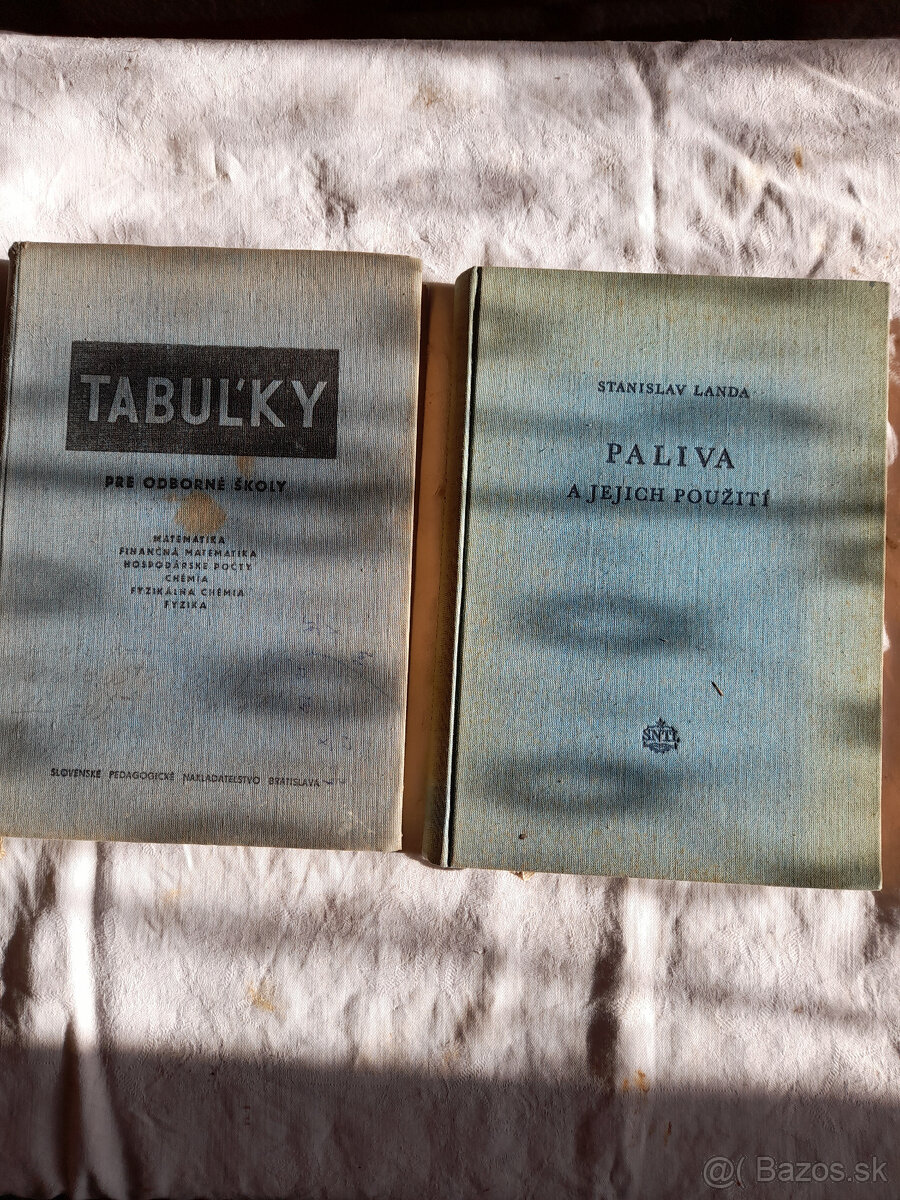 TABUĽKY
PRE ODBORNÉ ŠKOLY
MATEMATIKA
FINANČNÁ MATEMATIKA
HOSPODÁRSKE POČTY
CHÉMIA
FYZIKÁLNA CHÉMIA
FYZIKA
SLOVENSKÉ PEDAGOGICKÉ NAKLADATEĽSTVO BRATISLAVA
STANISLAV LANDA
PALIVA
A JEJICH POUŽITÍ
SNTL
@( Bazos.sk